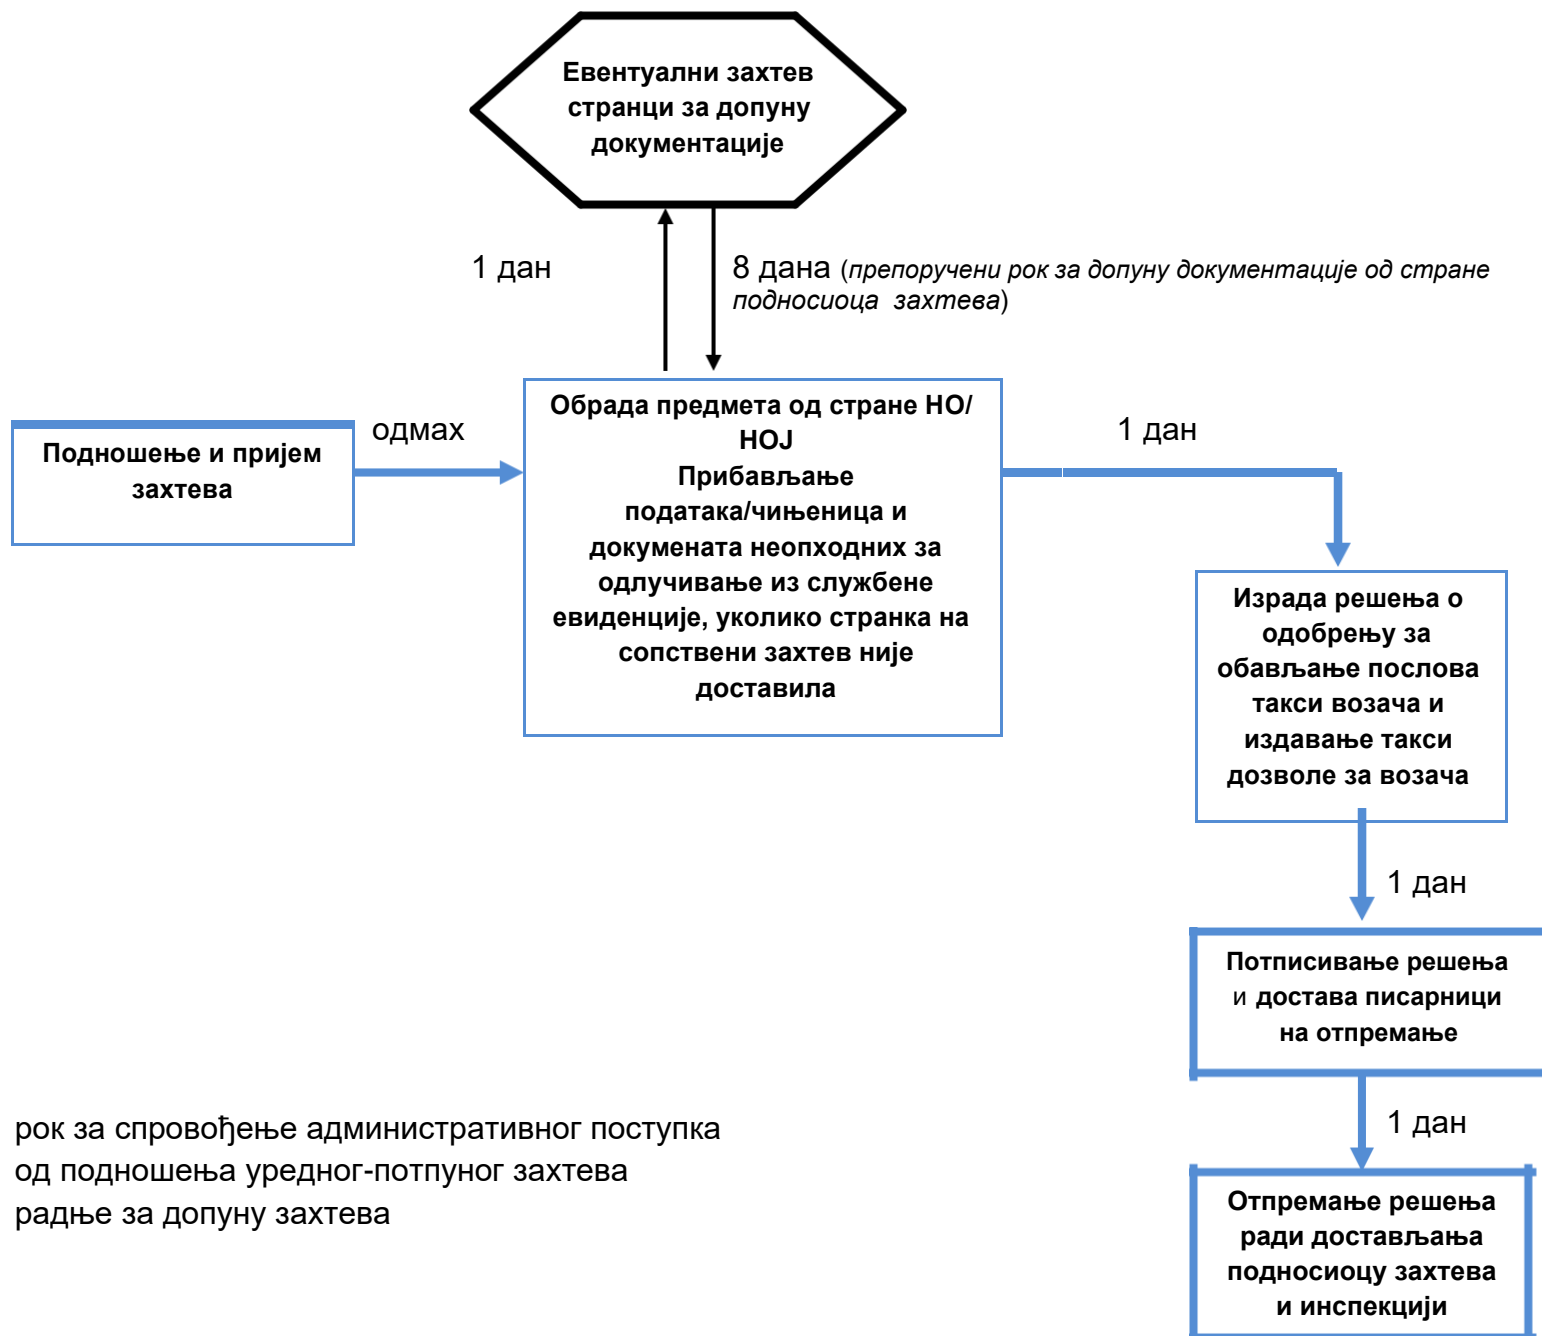 Евентуални захтев
странци за допуну
документације
1 дан
8 дана (препоручени рок за допуну документације од стране
подносиоца захтева)
Подношење и пријем
захтева
одмах
Обрада предмета од стране НО/
НОЈ
Прибављање
података/чињеница и
докумената неопходних за
одлучивање из службене
евиденције, уколико странка на
сопствени захтев није
доставила
1 дан
Израда решења о
одобрењу за
обављање послова
такси возача и
издавање такси
дозволе за возача
1 дан
Потписивање решења
и достава писарници
на отпремање
1 дан
Отпремање решења
ради достављања
подносиоцу захтева
и инспекцији
рок за спровођење административног поступка
од подношења уредног-потпуног захтева
радње за допуну захтева